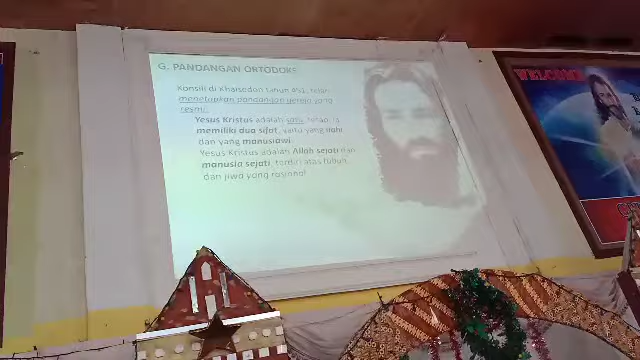 G. PANDANGAN ORTODOKS
Konsili di Khalsedon tahun 451, telah
menetapkan pandangan gereja yang
resmi:
Yesus Kristus adalah satu, tetapi Ia
memiliki dua sifat, yaitu yang ilahi
dan yang manusiawi
Yesus Kristus adalah Allah sejati dan
manusia sejati, terdiri atas tubuh
dan jiwa yang rasional
WELCOME